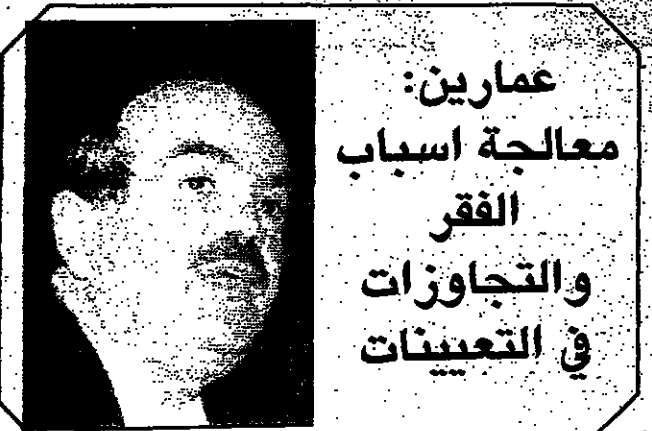 عمارين:
معالجة اسباب
الفقر
والتجاوزات
في التعيينات